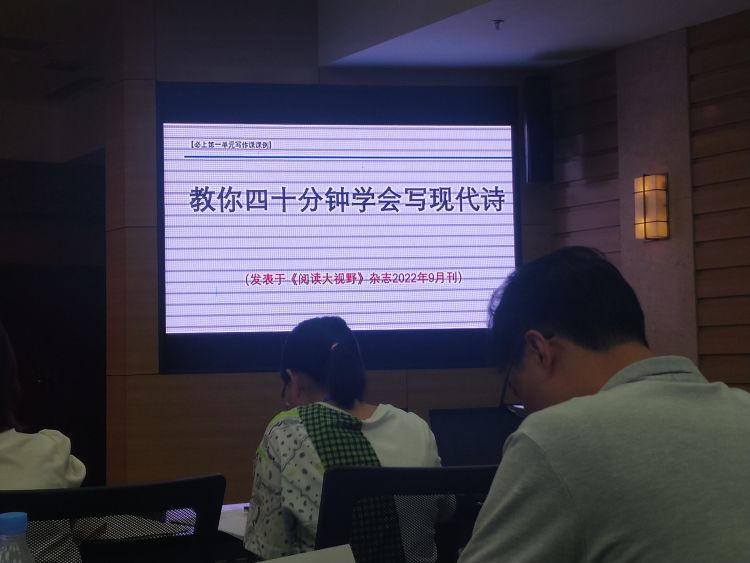 【必上第一单元写作课课例】
教你四十分钟学会写现代诗
（发表于《阅读大视野》杂志2022年9月刊）